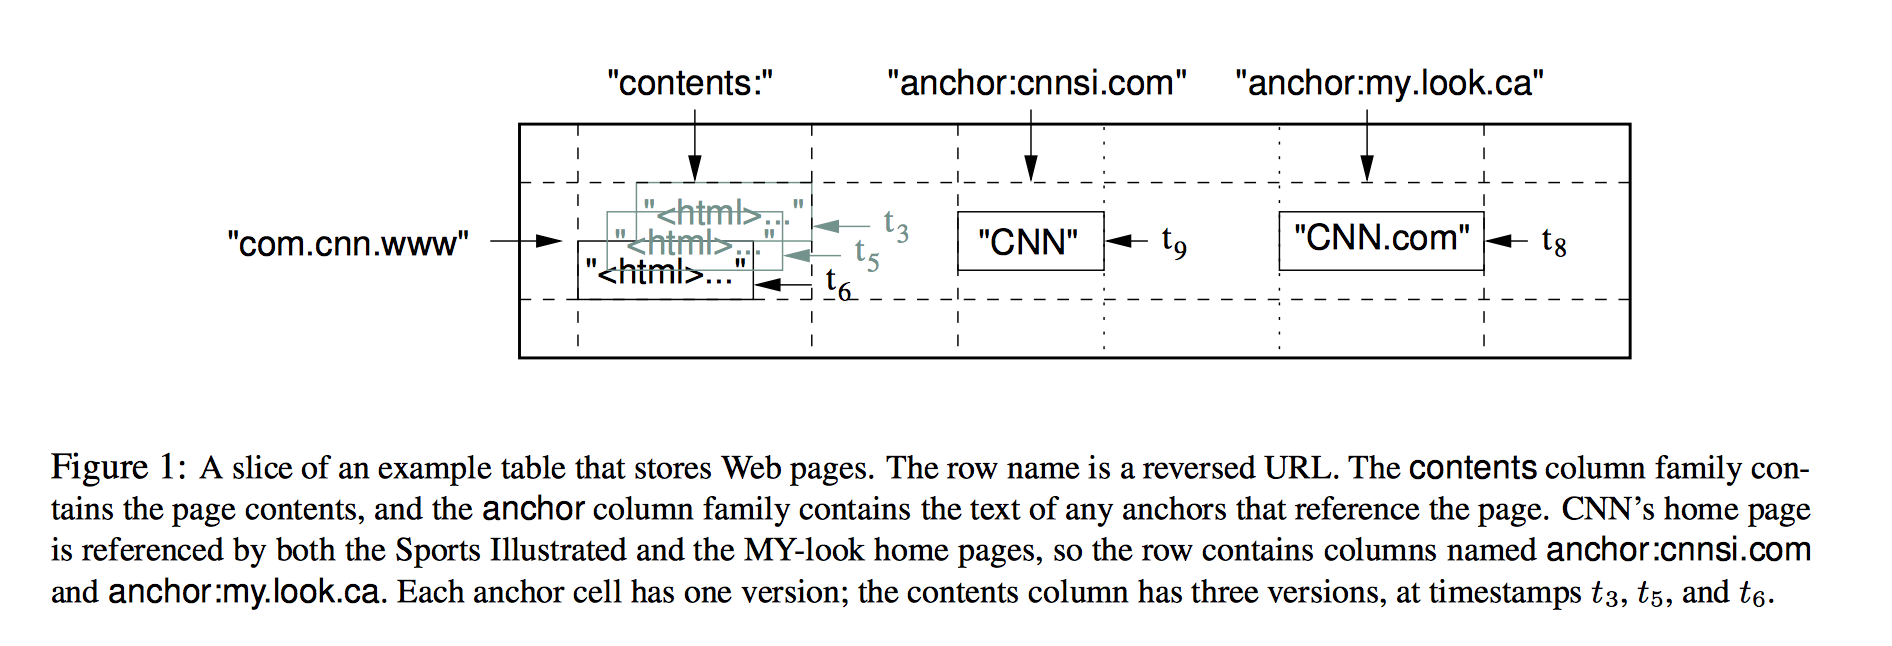 "contents:" "anchor:cnnsi.com" "anchor:my.look.ca"
"<html>..." t3
"com.cnn.www" "<html>..." t5 "CNN" t9 "CNN.com" t8
"<html>..." t6
Figure 1: A slice of an example table that stores Web pages. The row name is a reversed URL. The contents column family con-
tains the page contents, and the anchor column family contains the text of any anchors that reference the page. CNN's home page
is referenced by both the Sports Illustrated and the MY-look home pages, so the row contains columns named anchor:cnnsi.com
and anchor:my.look.ca. Each anchor cell has one version; the contents column has three versions, at timestamps t3, t5, and t6.